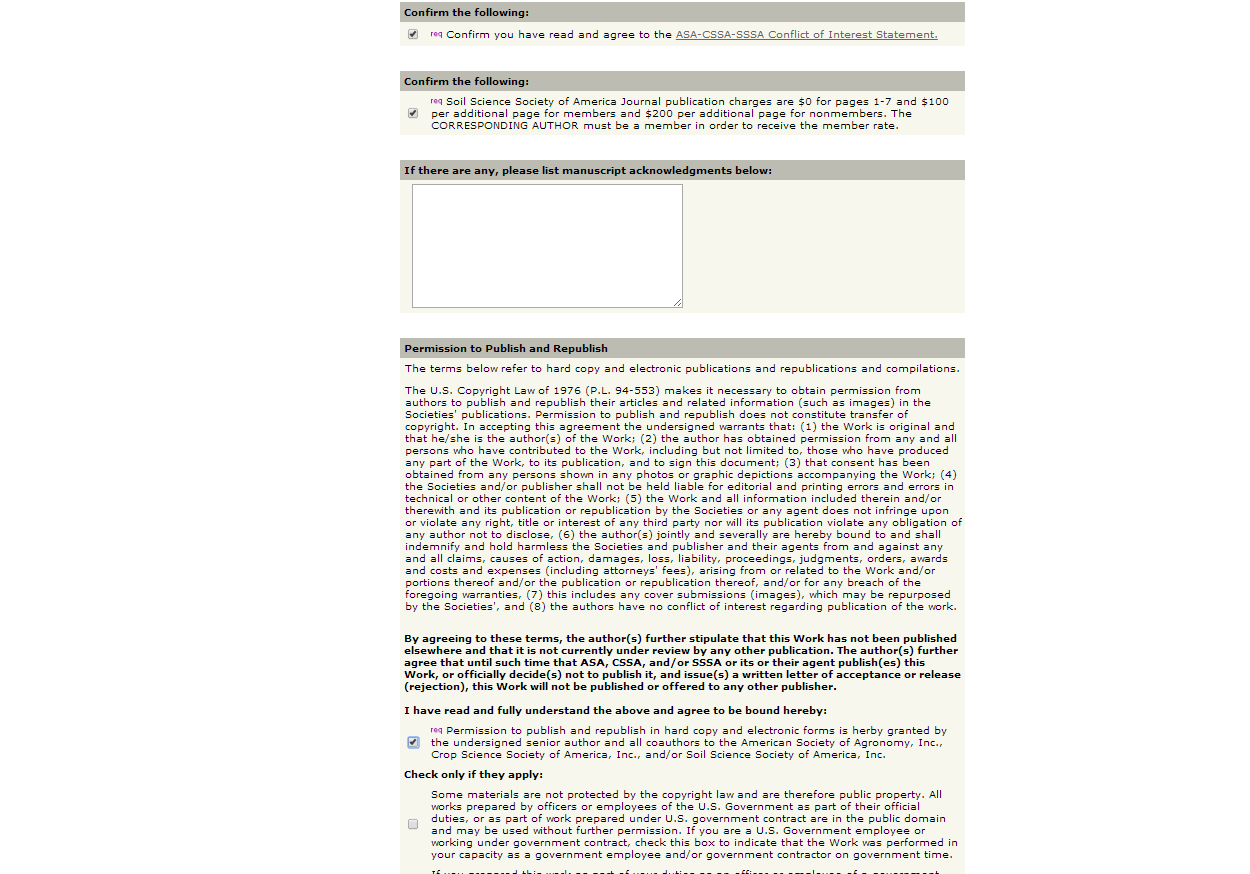 Confirm the following:
req Confirm you have read and agree to the ASA-CSSA-SSSA Conflict of Interest Statement.
Confirm the following:
req Soil Science Society of America Journal publication charges are $0 for pages 1-7 and $100
per additional page for members and $200 per additional page for nonmembers. The
CORRESPONDING AUTHOR must be a member in order to receive the member rate.
If there are any, please list manuscript acknowledgments below:
Permission to Publish and Republish
The terms below refer to hard copy and electronic publications and republications and compilations.
The U.S. Copyright Law of 1976 (P.L. 94-553) makes it necessary to obtain permission from
authors to publish and republish their articles and related information (such as images) in the
Societies' publications. Permission to publish and republish does not constitute transfer of
copyright. In accepting this agreement the undersigned warrants that: (1) the Work is original and
that he/she is the author(s) of the Work; (2) the author has obtained permission from any and all
persons who have contributed to the Work, including but not limited to, those who have produced
any part of the Work, to its publication, and to sign this document; (3) that consent has been
obtained from any persons shown in any photos or graphic depictions accompanying the Work; (4)
the Societies and/or publisher shall not be held liable for editorial and printing errors and errors in
technical or other content of the Work; (5) the Work and all information included therein and/or
therewith and its publication or republication by the Societies or any agent does not infringe upon
or violate any right, title or interest of any third party nor will its publication violate any obligation of
any author not to disclose, (6) the author(s) jointly and severally are hereby bound to and shall
indemnify and hold harmless the Societies and publisher and their agents from and against any
and all claims, causes of action, damages, loss, liability, proceedings, judgments, orders, awards
and costs and expenses (including attorneys' fees), arising from or related to the Work and/or
portions thereof and/or the publication or republication thereof, and/or for any breach of the
foregoing warranties, (7) this includes any cover submissions (images), which may be repurposed
by the Societies', and (8) the authors have no conflict of interest regarding publication of the work.
By agreeing to these terms, the author(s) further stipulate that this Work has not been published
elsewhere and that it is not currently under review by any other publication. The author(s) further
agree that until such time that ASA, CSSA, and/or SSSA or its or their agent publish(es) this
Work, or officially decide(s) not to publish it, and issue(s) a written letter of acceptance or release
(rejection), this Work will not be published or offered to any other publisher.
I have read and fully understand the above and agree to be bound hereby:
req Permission to publish and republish in hard copy and electronic forms is herby granted by
the undersigned senior author and all coauthors to the American Society of Agronomy, Inc.,
Crop Science Society of America, Inc., and/or Soil Science Society of America, Inc.
Check only if they apply:
Some materials are not protected by the copyright law and are therefore public property. All
works prepared by officers or employees of the U.S. Government as part of their official
duties, or as part of work prepared under U.S. government contract are in the public domain
and may be used without further permission. If you are a U.S. Government employee or
working under government contract, check this box to indicate that the Work was performed in
your capacity as a government employee and/or government contractor on government time.